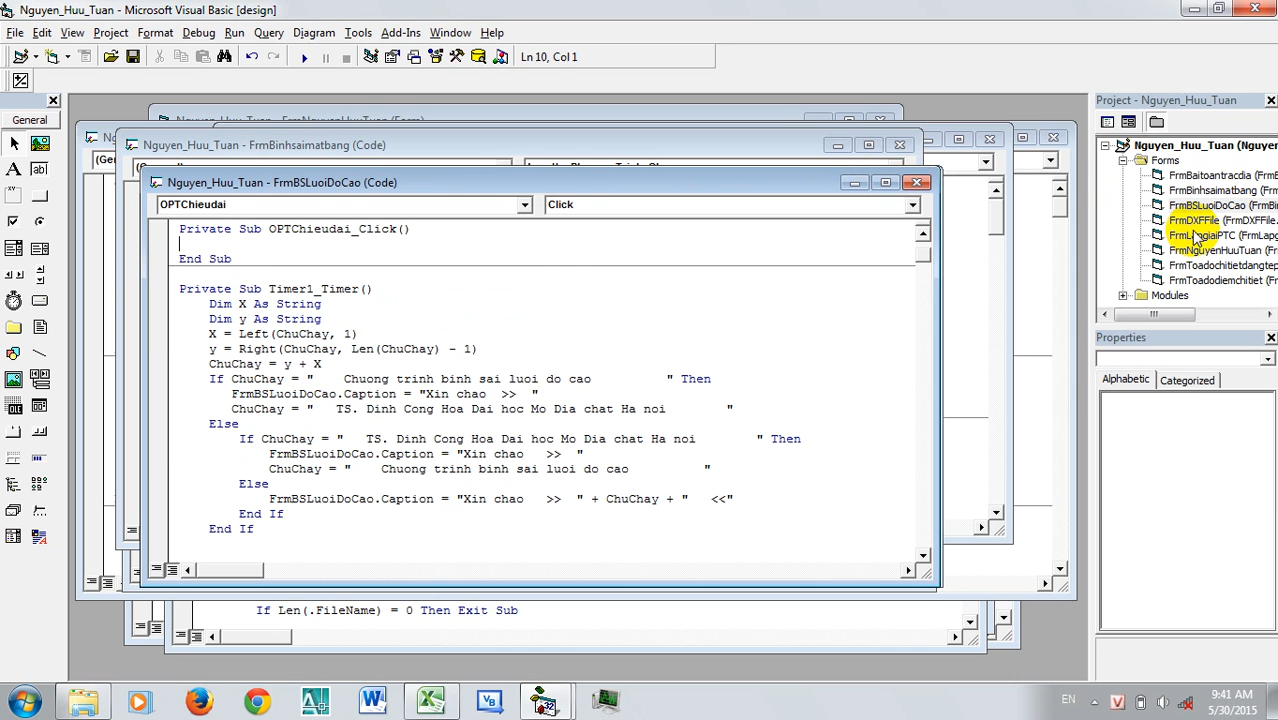 Nguyen_Huu_Tuan - Microsoft Visual Basic [design]
File Edit View Project Format Debug Run Query Diagram Tools Add-Ins Window Help
Ln 10, Col 1
General
Nguyen_Huu_Tuan - FrmBinhsaimatbang (Code)
Nguyen_Huu_Tuan - FrmBSLuoiDoCao (Code)
OPTChieudai Click
Private Sub OPTChieudai_Click()
End Sub
Private Sub Timer1_Timer()
Dim X As String
Dim y As String
X = Left(ChuChay, 1)
y = Right(ChuChay, Len(ChuChay) - 1)
ChuChay = y + X
If ChuChay = "    Chuong trinh binh sai luoi do cao          " Then
FrmBSLuoiDoCao.Caption = "Xin chao  >>  "
ChuChay = "   TS. Dinh Cong Hoa Dai hoc Mo Dia chat Ha noi        "
Else
If ChuChay = "   TS. Dinh Cong Hoa Dai hoc Mo Dia chat Ha noi        " Then
FrmBSLuoiDoCao.Caption = "Xin chao   >>  "
ChuChay = "    Chuong trinh binh sai luoi do cao          "
Else
FrmBSLuoiDoCao.Caption = "Xin chao   >>  " + ChuChay + "   <<"
End If
End If
If Len(.FileName) = 0 Then Exit Sub
Project - Nguyen_Huu_Tuan
Nguyen_Huu_Tuan (Nguyen
Forms
FrmBaitoantracdia (FrmB
FrmBinhsaimatbang (Frm
FrmBSLuoiDoCao (FrmBin
FrmDXFFile (FrmDXFFile.
FrmNguyenHuuTuan (Fr
FrmToadochitietdangtep
FrmToadodiemchitiet (Fr
Modules
Properties
Alphabetic Categorized
EN
9:41 AM
5/30/2015